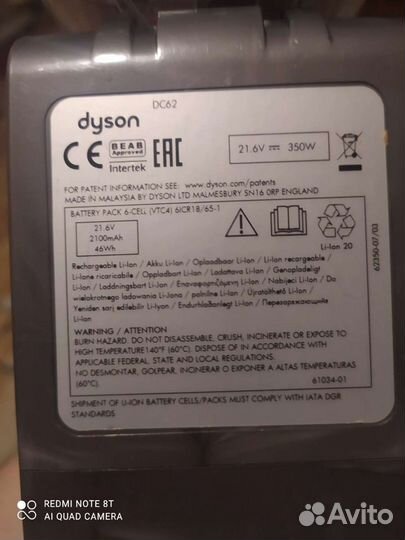 DC62
dyson
CE BEAB Approved Intertek EAC
21.6V 350W
FOR PATENT INFORMATION SEE: www.dyson/patents
MADE IN MALAYSIA BY DYSON LTD MALMESBURY SN16 0RP ENGLAND
BATTERY PACK 6-CELL (VTC4) 6ICR18/65-1
21.6V
2100mAh
46Wh
Li-Ion 20
Rechargeable Li-Ion / Akku Li-Ion / Oplaadbaar Li-Ion / Recargable Li-Ion / Li-Ione ricaricabile / Oppladbart Li-Ion / Ladattava Li-Ion / Genopladeligt
Li-Ion / Laddningsbart Li-Ion / Επαναφορτιζόμενη Li-Ion / Nabíjecí Li-Ion / Do
wielokrotnego ładowania Li-Jona / polnilne Li-Ion / Újratölthető Li-Ion /
Yeniden sarj edilebilir Li-Iyon / Endurhlaðanlegt Li-Ion / Перезаряжающийся
Li-Ion
62350-07/03
WARNING / ATTENTION
BURN HAZARD. DO NOT DISASSEMBLE, CRUSH, INCINERATE OR EXPOSE TO
HIGH TEMPERATURE 140°F (60°C). DISPOSE IN ACCORDANCE WITH
APPLICABLE FEDERAL, STATE AND LOCAL REGULATIONS.
NO DESMONTAR, GOLPEAR, INCINERAR O EXPONER A ALTAS TEMPERATURAS
(60°C).
61034-01
SHIPMENT OF LI-ION BATTERY CELLS/PACKS MUST COMPLY WITH IATA DGR
STANDARDS
REDMI NOTE 8T
AI QUAD CAMERA
Avito